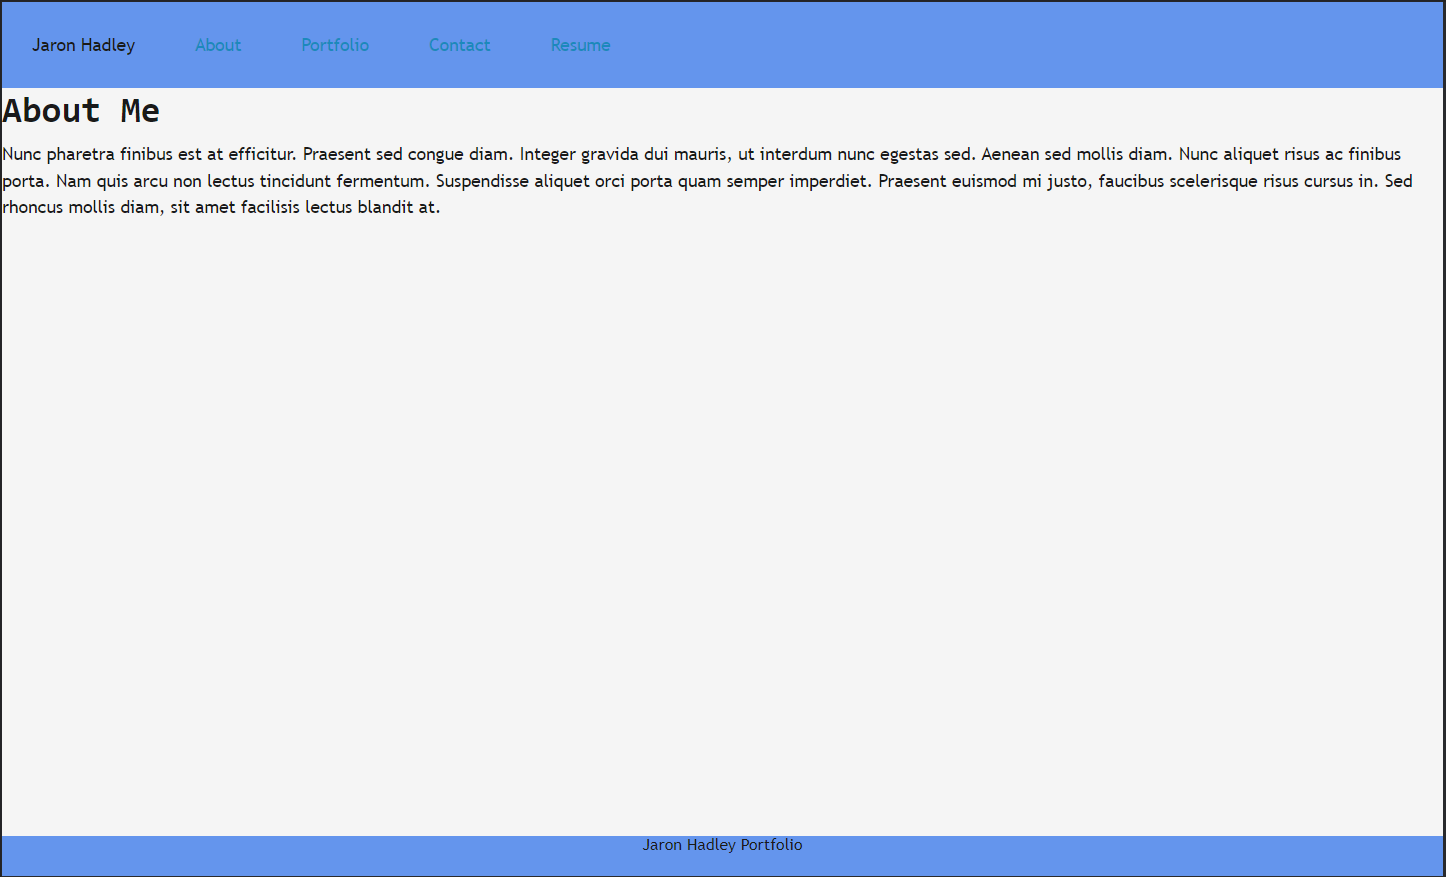 Jaron Hadley About Portfolio Contact Resume
About Me
Nunc pharetra finibus est at efficitur. Praesent sed congue diam. Integer gravida dui mauris, ut interdum nunc egestas sed. Aenean sed mollis diam. Nunc aliquet risus ac finibus
porta. Nam quis arcu non lectus tincidunt fermentum. Suspendisse aliquet orci porta quam semper imperdiet. Praesent euismod mi justo, faucibus scelerisque risus cursus in. Sed
rhoncus mollis diam, sit amet facilisis lectus blandit at.
Jaron Hadley Portfolio